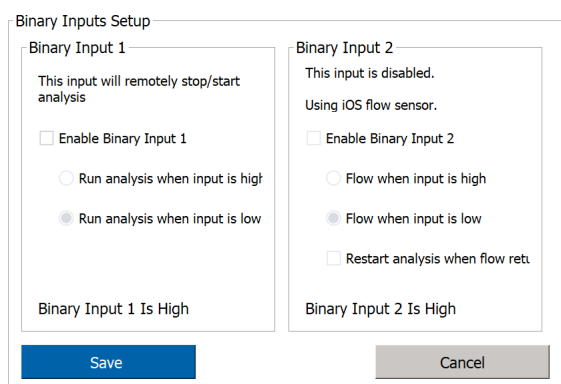 Binary Inputs Setup
Binary Input 1
This input will remotely stop/start
analysis
Enable Binary Input 1
Run analysis when input is high
Run analysis when input is low
Binary Input 1 Is High
Binary Input 2
This input is disabled.
Using iOS flow sensor.
Enable Binary Input 2
Flow when input is high
Flow when input is low
Restart analysis when flow retu
Binary Input 2 Is High
Save
Cancel